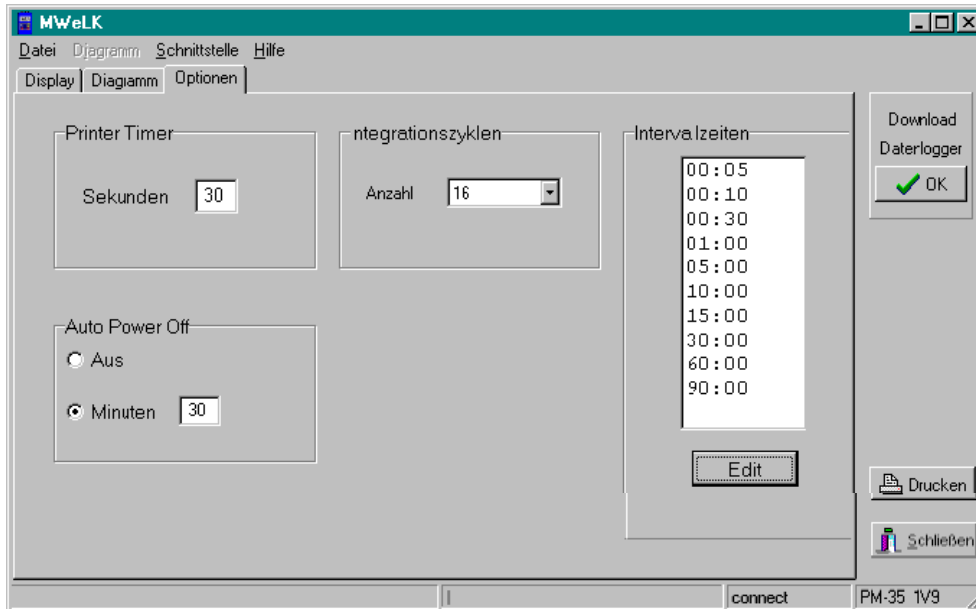 MWeLK
Datei Diagramm Schnittstelle Hilfe
Display Diagramm Optionen
Printer Timer
Sekunden 30
ntegrationszyklen
Anzahl 16
Interva lzeiten
00:05
00:10
00:30
01:00
05:00
10:00
15:00
30:00
60:00
90:00
Edit
Auto Power Off
Aus
Minuten 30
Download
Daterlogger
OK
Drucken
Schließen
connect
PM-35 1V9